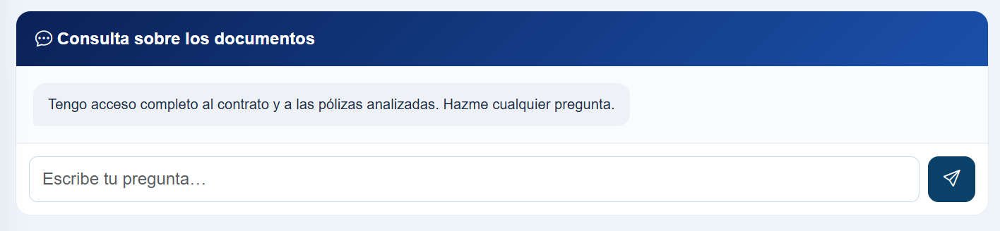 Consulta sobre los documentos
Tengo acceso completo al contrato y a las pólizas analizadas. Hazme cualquier pregunta.
Escribe tu pregunta…